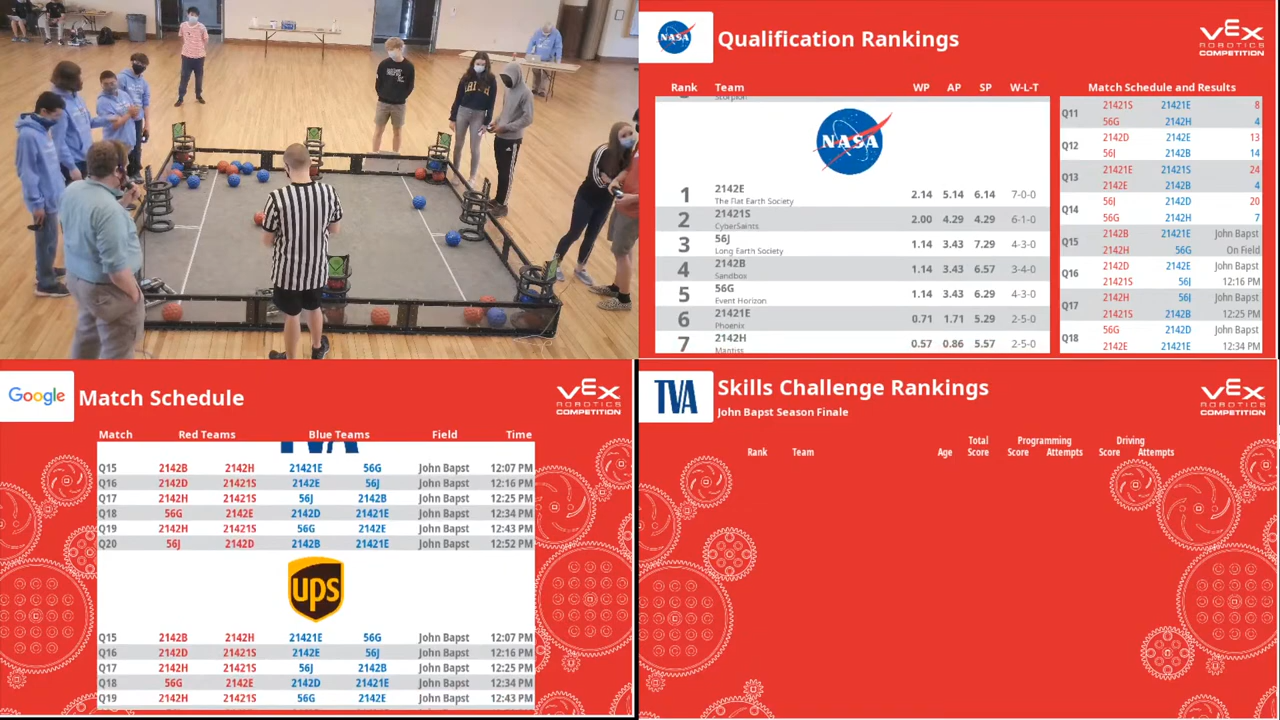 NASA
Qualification Rankings
VEX
ROBOTICS
COMPETITION
Rank Team WP AP SP W-L-T
Scorpion
NASA
1 2142E 2.14 5.14 6.14 7-0-0
The Flat Earth Society
2 21421S 2.00 4.29 4.29 6-1-0
CyberSaints
3 56J 1.14 3.43 7.29 4-3-0
Long Earth Society
4 2142B 1.14 3.43 6.57 3-4-0
Sandbox
5 56G 1.14 3.43 6.29 4-3-0
Event Horizon
6 21421E 0.71 1.71 5.29 2-5-0
Phoenix
7 2142H 0.57 0.86 5.57 2-5-0
Mantiss
Match Schedule and Results
Q11 21421S 21421E 8
56G 2142H 4
Q12 2142D 2142E 13
56J 2142B 14
Q13 21421E 21421S 24
2142E 2142B 4
Q14 56J 2142D 20
56G 2142H 7
Q15 2142B 21421E John Bapst
2142H 56G On Field
Q16 2142D 2142E John Bapst
21421S 56J 12:16 PM
Q17 2142H 56J John Bapst
21421S 2142B 12:25 PM
Q18 56G 2142D John Bapst
2142E 21421E 12:34 PM
Google
Match Schedule
VEX
ROBOTICS
COMPETITION
Match Red Teams Blue Teams Field Time
TVA
Q15 2142B 2142H 21421E 56G John Bapst 12:07 PM
Q16 2142D 21421S 2142E 56J John Bapst 12:16 PM
Q17 2142H 21421S 56J 2142B John Bapst 12:25 PM
Q18 56G 2142E 2142D 21421E John Bapst 12:34 PM
Q19 2142H 21421S 56G 2142E John Bapst 12:43 PM
Q20 56J 2142D 2142B 21421E John Bapst 12:52 PM
ups
Q15 2142B 2142H 21421E 56G John Bapst 12:07 PM
Q16 2142D 21421S 2142E 56J John Bapst 12:16 PM
Q17 2142H 21421S 56J 2142B John Bapst 12:25 PM
Q18 56G 2142E 2142D 21421E John Bapst 12:34 PM
Q19 2142H 21421S 56G 2142E John Bapst 12:43 PM
TVA
Skills Challenge Rankings
John Bapst Season Finale
VEX
ROBOTICS
COMPETITION
Total Programming Driving
Rank Team Age Score Score Attempts Score Attempts